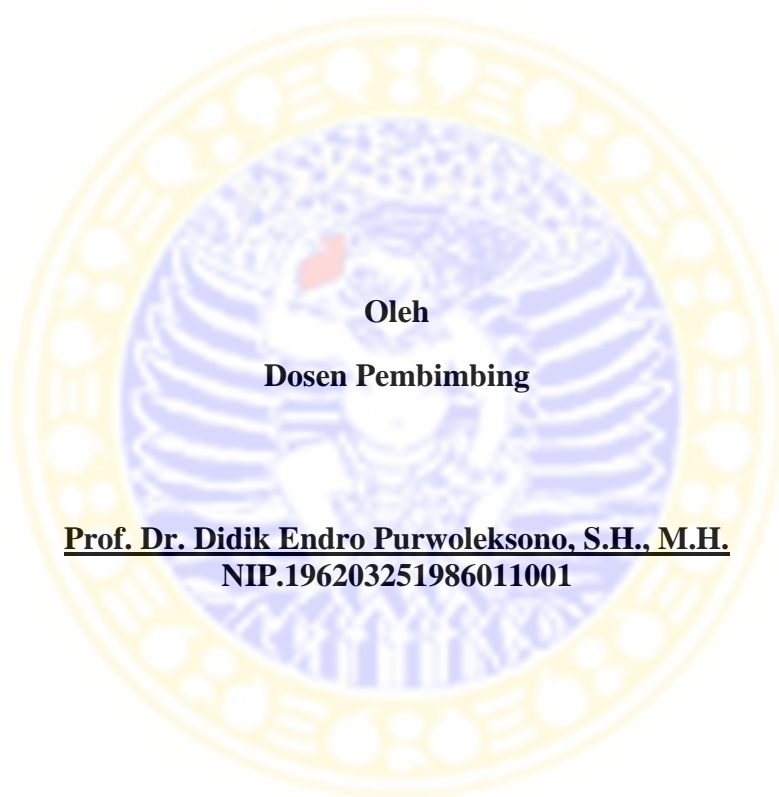 Oleh
Dosen Pembimbing
Prof. Dr. Didik Endro Purwoleksono, S.H., M.H.
NIP.196203251986011001